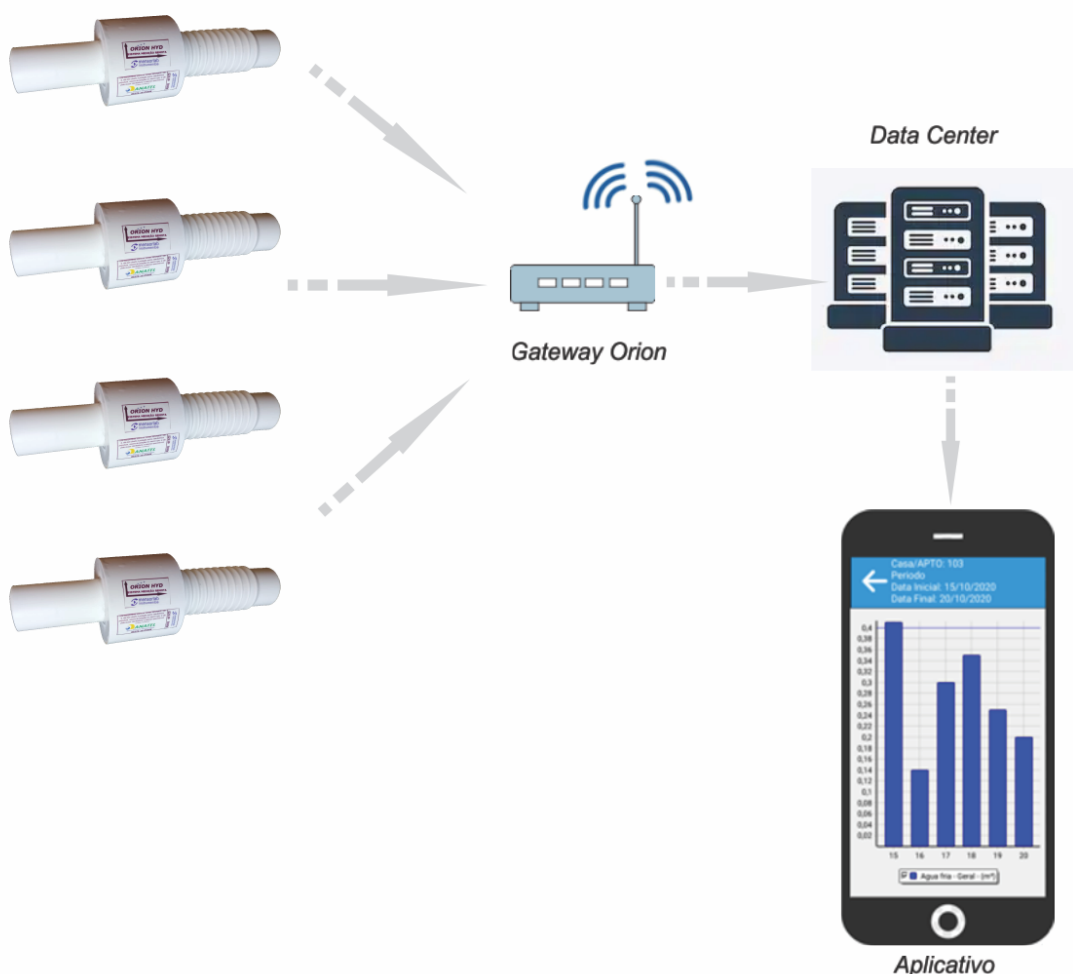 ORION HYD
ORION HYD
ORION HYD
ORION HYD
Data Center
Gateway Orion
Casa/APTO: 103
Periodo
Data Inicial: 15/10/2020
Data Final: 20/10/2020
0,4
0,38
0,36
0,34
0,32
0,3
0,28
0,26
0,24
0,22
0,2
0,18
0,16
0,14
0,12
0,1
0,08
0,06
0,04
0,02
15 16 17 18 19 20
Agua fria - Geral - (m³)
Aplicativo